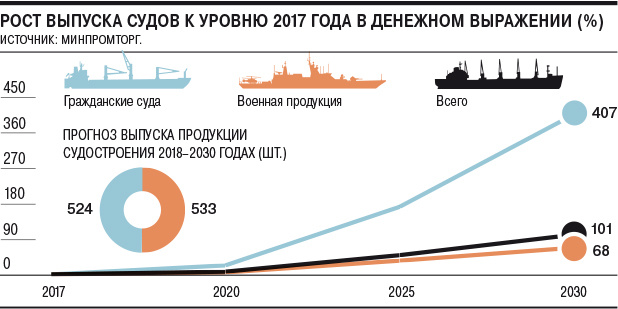 РОСТ ВЫПУСКА СУДОВ К УРОВНЮ 2017 ГОДА В ДЕНЕЖНОМ ВЫРАЖЕНИИ (%)
ИСТОЧНИК: МИНПРОМТОРГ.
Гражданские суда
Военная продукция
Всего
ПРОГНОЗ ВЫПУСКА ПРОДУКЦИИ
СУДОСТРОЕНИЯ 2018–2030 ГОДАХ (ШТ.)
524
533
450
360
270
180
90
0
407
101
68
2017
2020
2025
2030